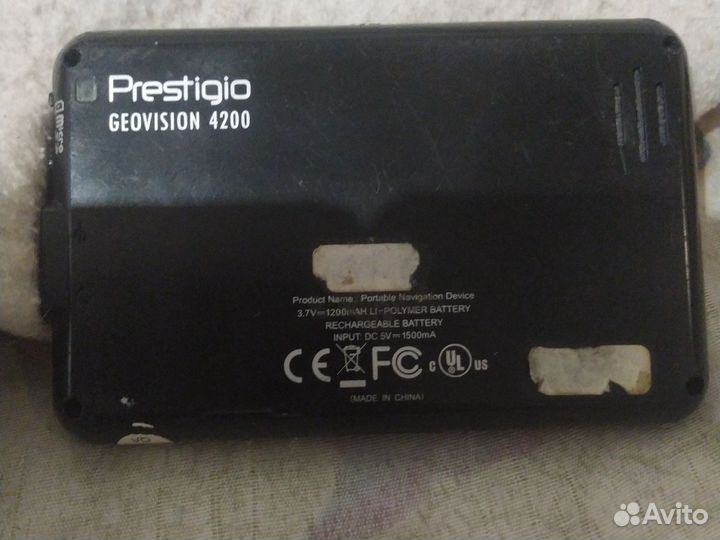 Prestigio
GEOVISION 4200
micro
Product Name : Portable Navigation Device
3.7V⎓1200mAH LI-POLYMER BATTERY
RECHARGEABLE BATTERY
INPUT: DC 5V⎓1500mA
CE FC c UL us
(MADE IN CHINA)
Avito